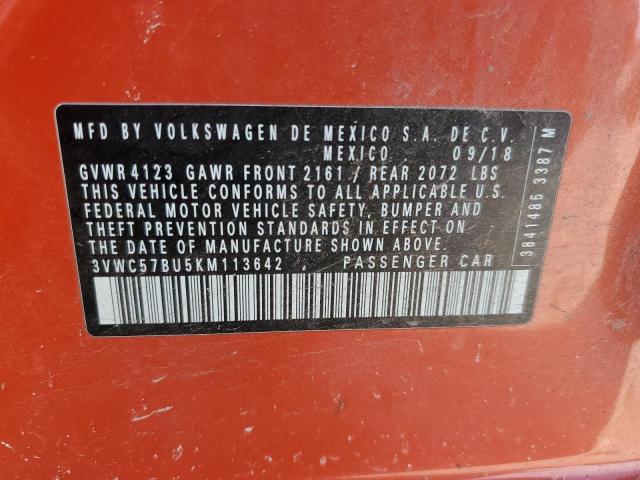 MFD BY VOLKSWAGEN DE MEXICO S.A. DE C.V.
MEXICO 09/18
GVWR 4123 GAWR FRONT 2161 / REAR 2072 LBS
THIS VEHICLE CONFORMS TO ALL APPLICABLE U.S.
FEDERAL MOTOR VEHICLE SAFETY, BUMPER AND
THEFT PREVENTION STANDARDS IN EFFECT ON
THE DATE OF MANUFACTURE SHOWN ABOVE.
3VWC57BU5KM113642 PASSENGER CAR
3841485 3387 M